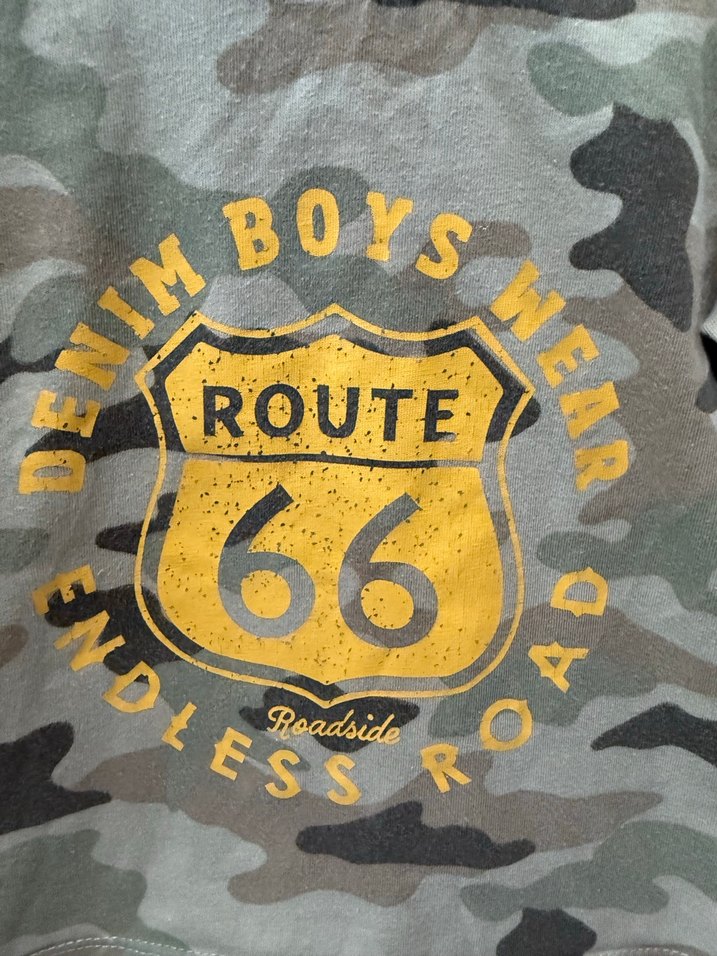 DENIM BOYS WEAR
ROUTE
66
Roadside
ENDLESS ROAD